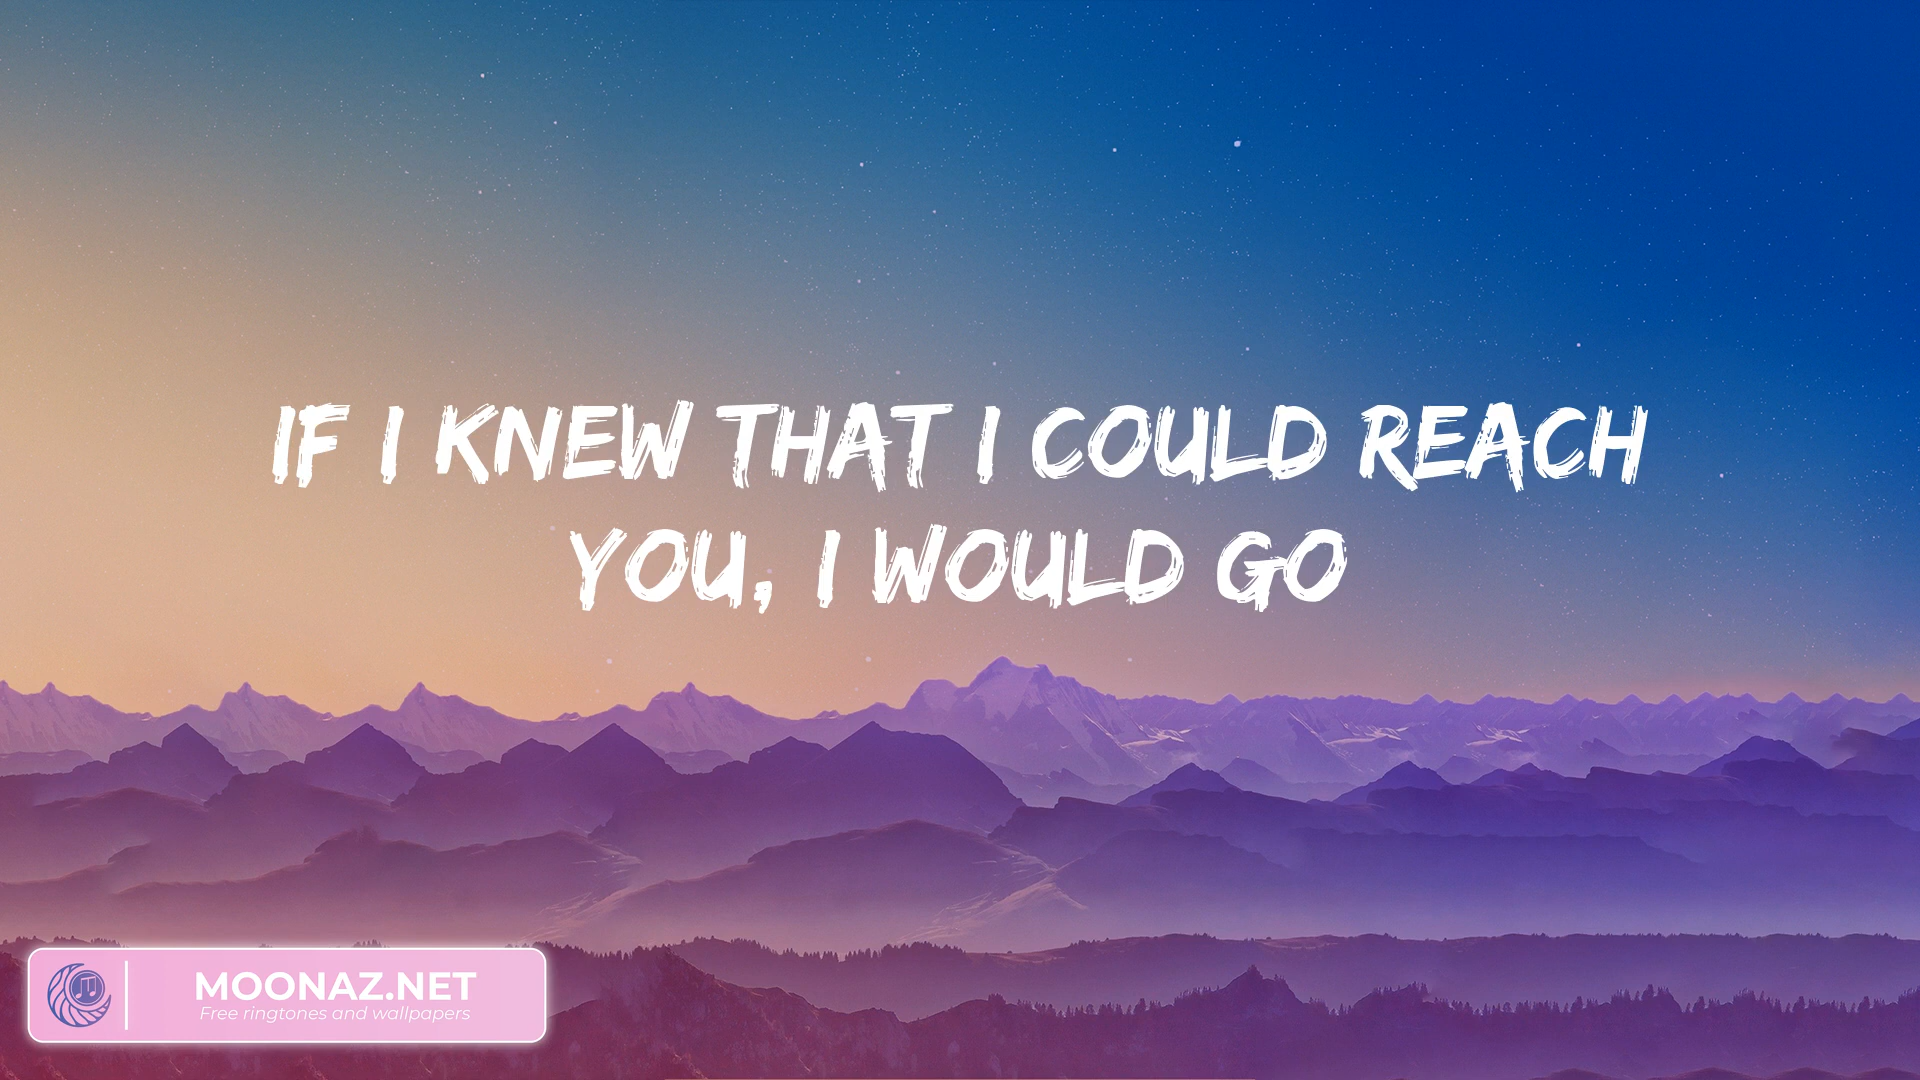 IF I KNEW THAT I COULD REACH
YOU, I WOULD GO
MOONAZ.NET
Free ringtones and wallpapers